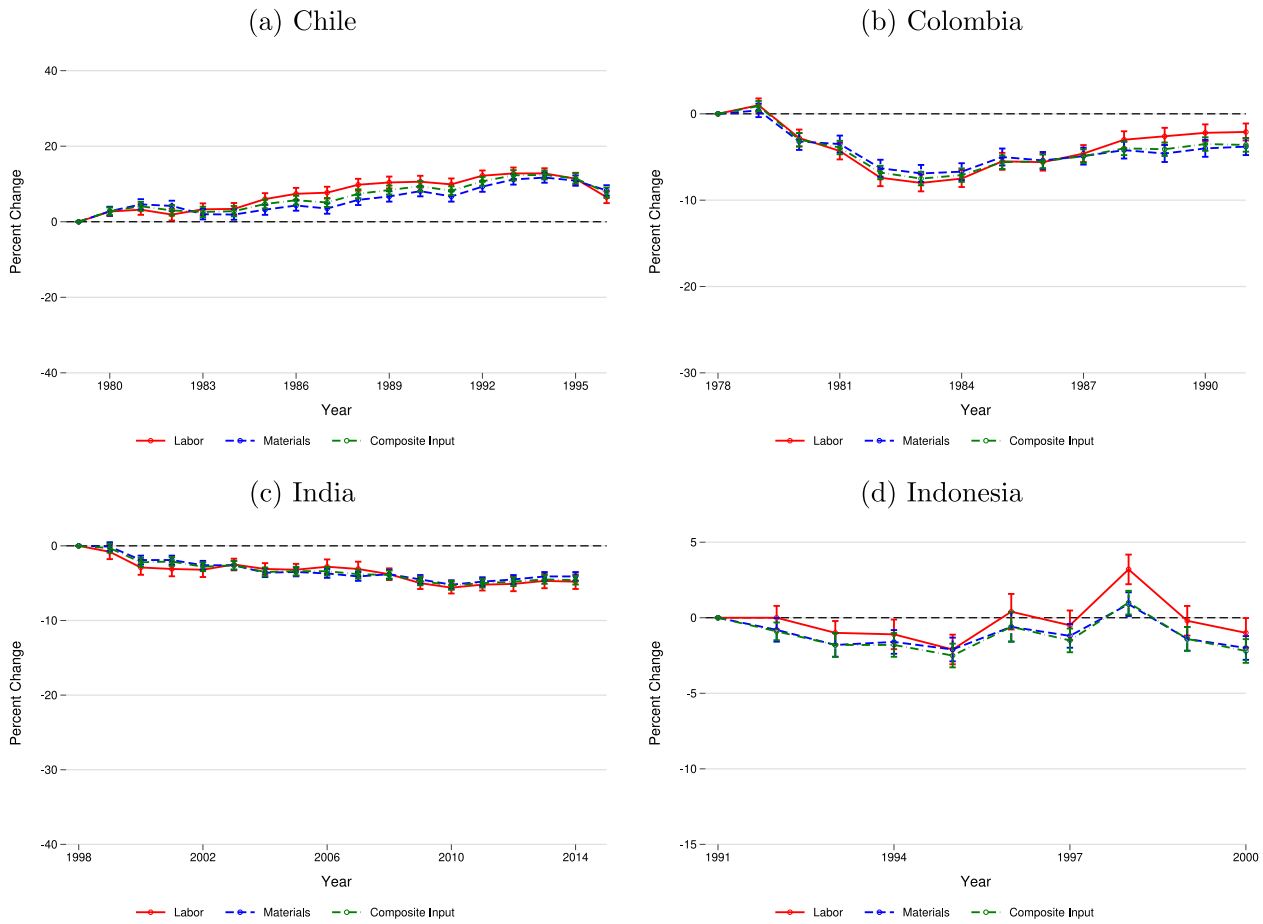 (a) Chile
40
20
0
-20
-40
Percent Change
1980 1983 1986 1989 1992 1995
Year
Labor Materials Composite Input
(b) Colombia
0
-10
-20
-30
Percent Change
1978 1981 1984 1987 1990
Year
Labor Materials Composite Input
(c) India
0
-10
-20
-30
-40
Percent Change
1998 2002 2006 2010 2014
Year
Labor Materials Composite Input
(d) Indonesia
5
0
-5
-10
-15
Percent Change
1991 1994 1997 2000
Year
Labor Materials Composite Input